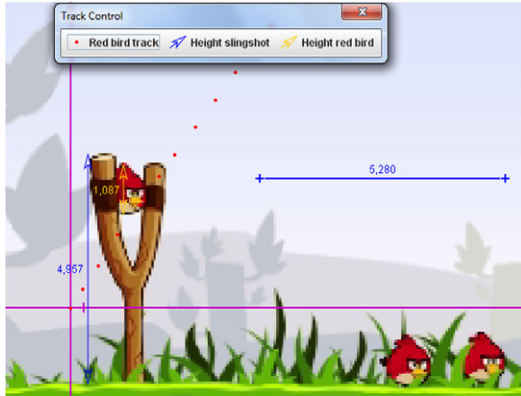 Track Control
Red bird track Height slingshot Height red bird
5,280
1,087
4,957